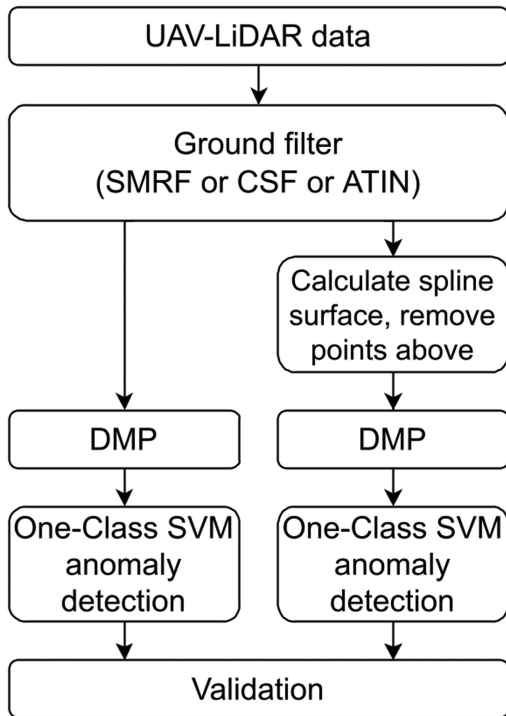 UAV-LiDAR data
Ground filter
(SMRF or CSF or ATIN)
Calculate spline
surface, remove
points above
DMP
DMP
One-Class SVM
anomaly
detection
One-Class SVM
anomaly
detection
Validation